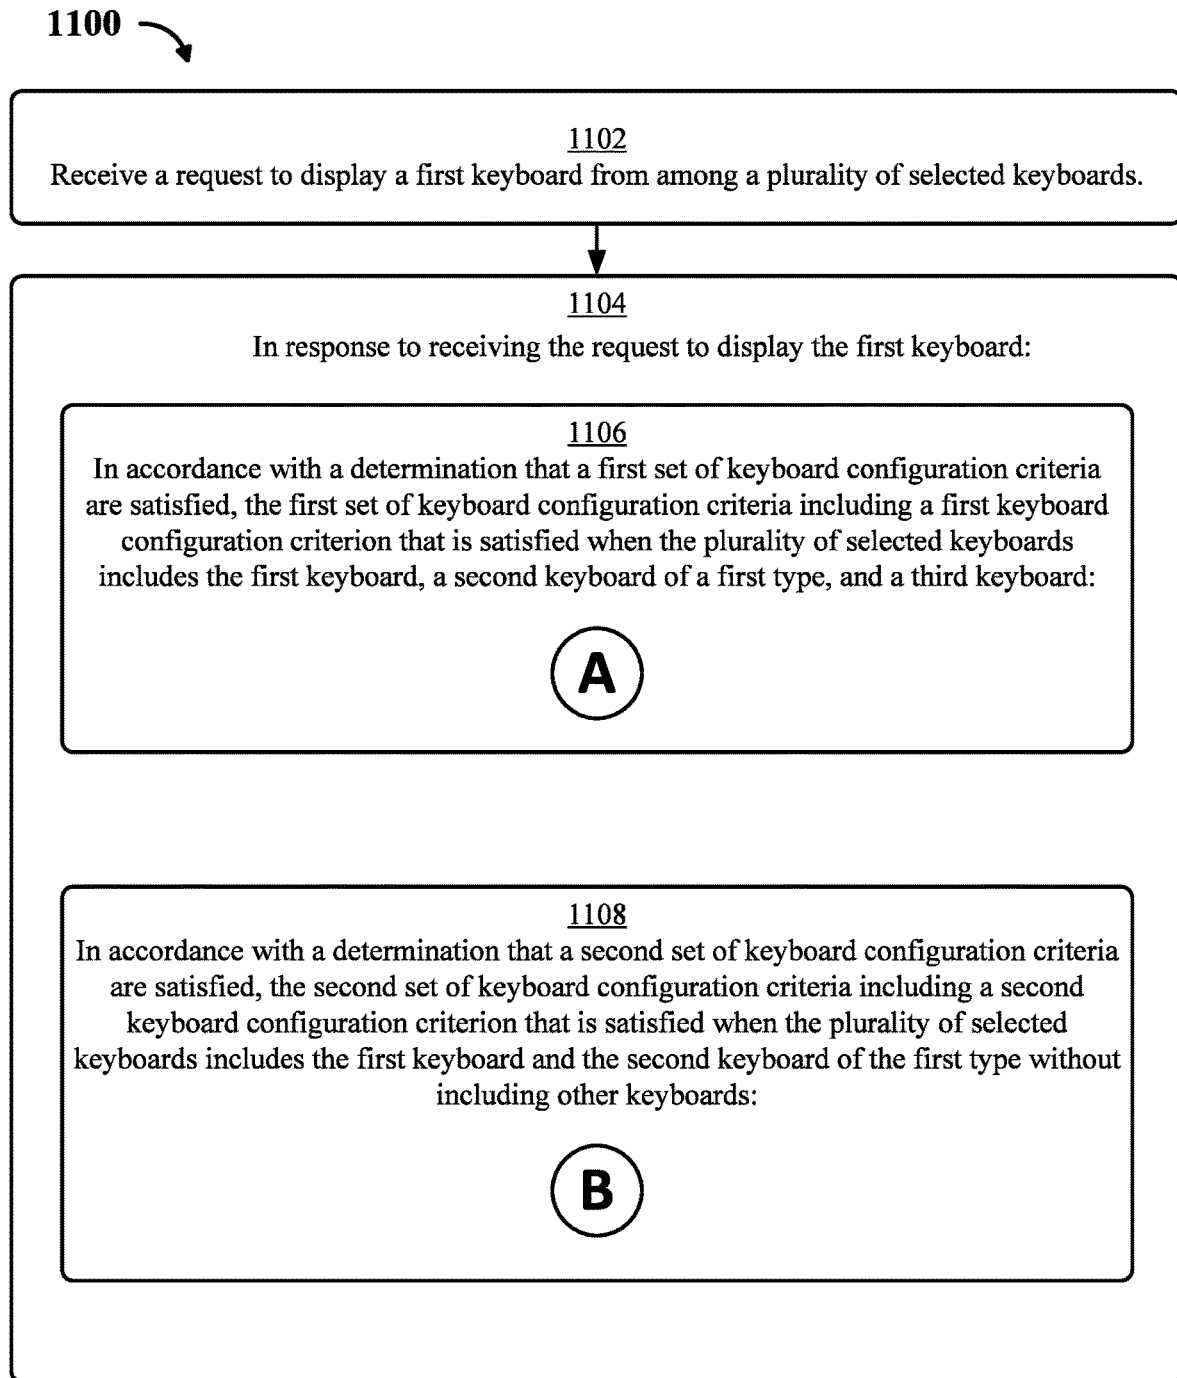 1100
1102
Receive a request to display a first keyboard from among a plurality of selected keyboards.
1104
In response to receiving the request to display the first keyboard:
1106
In accordance with a determination that a first set of keyboard configuration criteria
are satisfied, the first set of keyboard configuration criteria including a first keyboard
configuration criterion that is satisfied when the plurality of selected keyboards
includes the first keyboard, a second keyboard of a first type, and a third keyboard:
A
1108
In accordance with a determination that a second set of keyboard configuration criteria
are satisfied, the second set of keyboard configuration criteria including a second
keyboard configuration criterion that is satisfied when the plurality of selected
keyboards includes the first keyboard and the second keyboard of the first type without
including other keyboards:
B